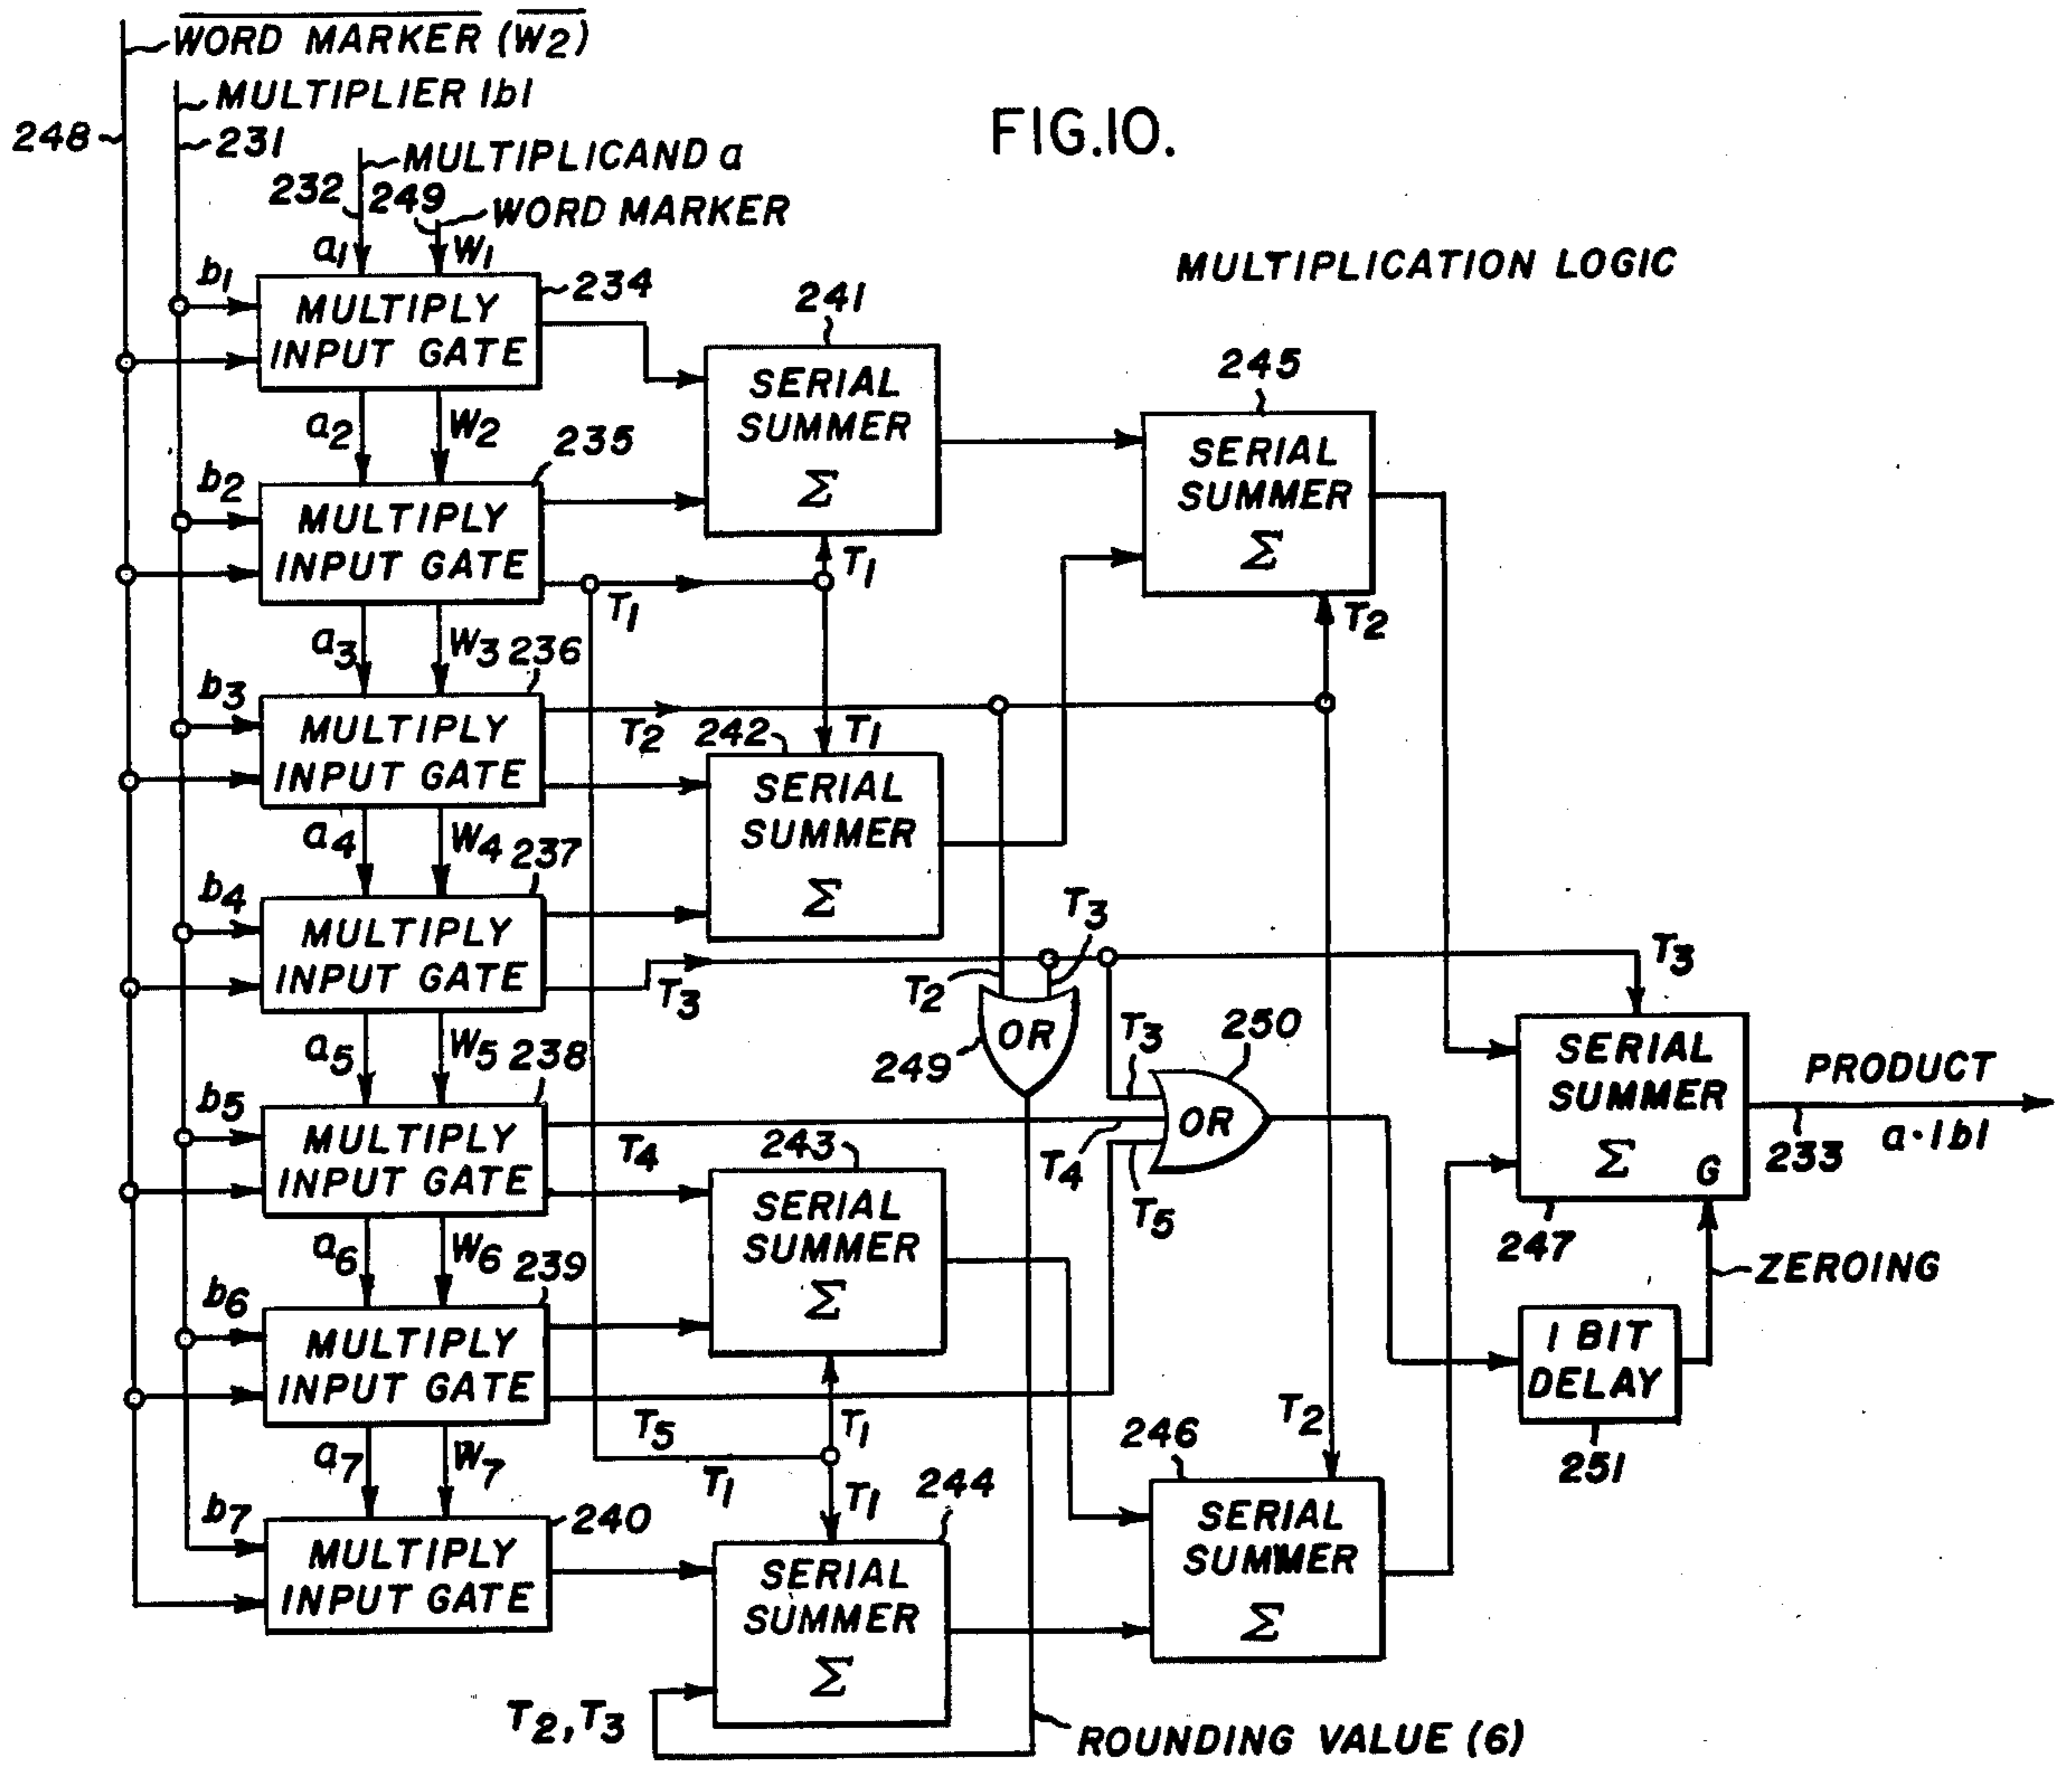 WORD MARKER (W2)
MULTIPLIER |b|
248
231
FIG.10.
MULTIPLICAND a
232
249
WORD MARKER
a1
W1
MULTIPLICATION LOGIC
b1
MULTIPLY
INPUT GATE
234
241
SERIAL
SUMMER
Σ
245
SERIAL
SUMMER
Σ
a2
W2
235
b2
MULTIPLY
INPUT GATE
T1
T1
T2
a3
W3
236
b3
MULTIPLY
INPUT GATE
T2
242
T1
SERIAL
SUMMER
Σ
a4
W4
237
b4
MULTIPLY
INPUT GATE
T3
T3
T2
T3
OR
249
T3
250
OR
T4
T5
SERIAL
SUMMER
Σ
G
247
PRODUCT
233
a·|b|
a5
W5
238
b5
MULTIPLY
INPUT GATE
T4
243
SERIAL
SUMMER
Σ
ZEROING
a6
W6
239
b6
MULTIPLY
INPUT GATE
T5
T1
T1
T1
1 BIT
DELAY
251
T2
246
SERIAL
SUMMER
Σ
a7
W7
b7
MULTIPLY
INPUT GATE
240
244
SERIAL
SUMMER
Σ
T2, T3
ROUNDING VALUE (6)